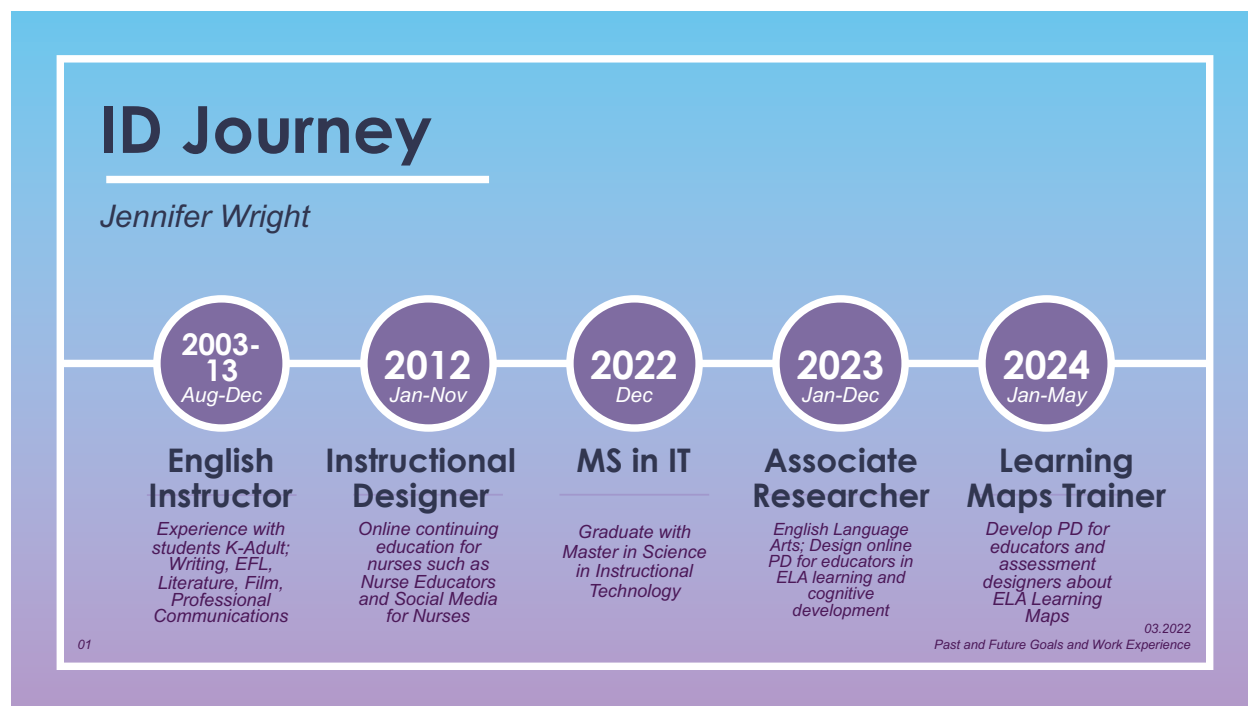 ID Journey
Jennifer Wright
2003-
13
Aug-Dec
English
Instructor
Experience with
students K-Adult;
Writing, EFL,
Literature, Film,
Professional
Communications
2012
Jan-Nov
Instructional
Designer
Online continuing
education for
nurses such as
Nurse Educators
and Social Media
for Nurses
2022
Dec
MS in IT
Graduate with
Master in Science
in Instructional
Technology
2023
Jan-Dec
Associate
Researcher
English Language
Arts; Design online
PD for educators in
ELA learning and
cognitive
development
2024
Jan-May
Learning
Maps Trainer
Develop PD for
educators and
assessment
designers about
ELA Learning
Maps
01
03.2022
Past and Future Goals and Work Experience